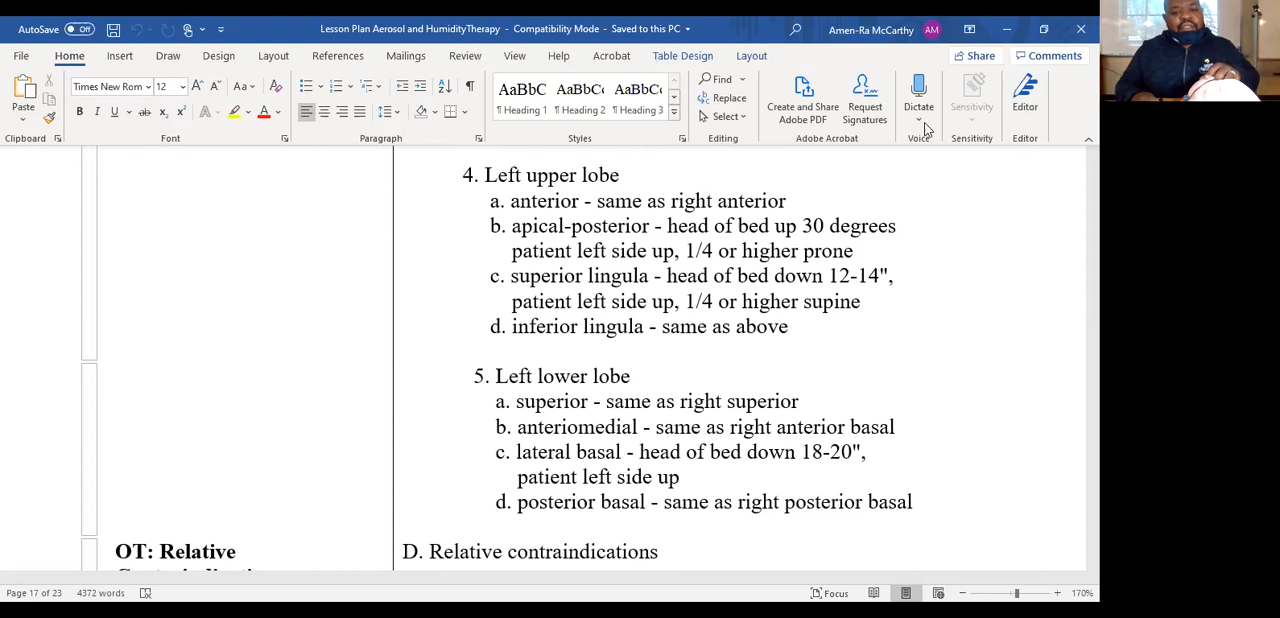 AutoSave Off Lesson Plan Aerosol and HumidityTherapy - Compatibility Mode - Saved to this PC Amen-Ra McCarthy AM
File Home Insert Draw Design Layout References Mailings Review View Help Acrobat Table Design Layout Share Comments
Paste Times New Rom 12 A A Aa AaBbC AaBbCc AaBbCc Find Replace Select Create and Share Adobe PDF Request Signatures Dictate Sensitivity Editor
B I U ab x₂ x² A A Heading 1 Heading 2 Heading 3
Clipboard Font Paragraph Styles Editing Adobe Acrobat Voice Sensitivity Editor
4. Left upper lobe
a. anterior - same as right anterior
b. apical-posterior - head of bed up 30 degrees
patient left side up, 1/4 or higher prone
c. superior lingula - head of bed down 12-14",
patient left side up, 1/4 or higher supine
d. inferior lingula - same as above
5. Left lower lobe
a. superior - same as right superior
b. anteriomedial - same as right anterior basal
c. lateral basal - head of bed down 18-20",
patient left side up
d. posterior basal - same as right posterior basal
OT: Relative D. Relative contraindications
Page 17 of 23 4372 words Focus 170%